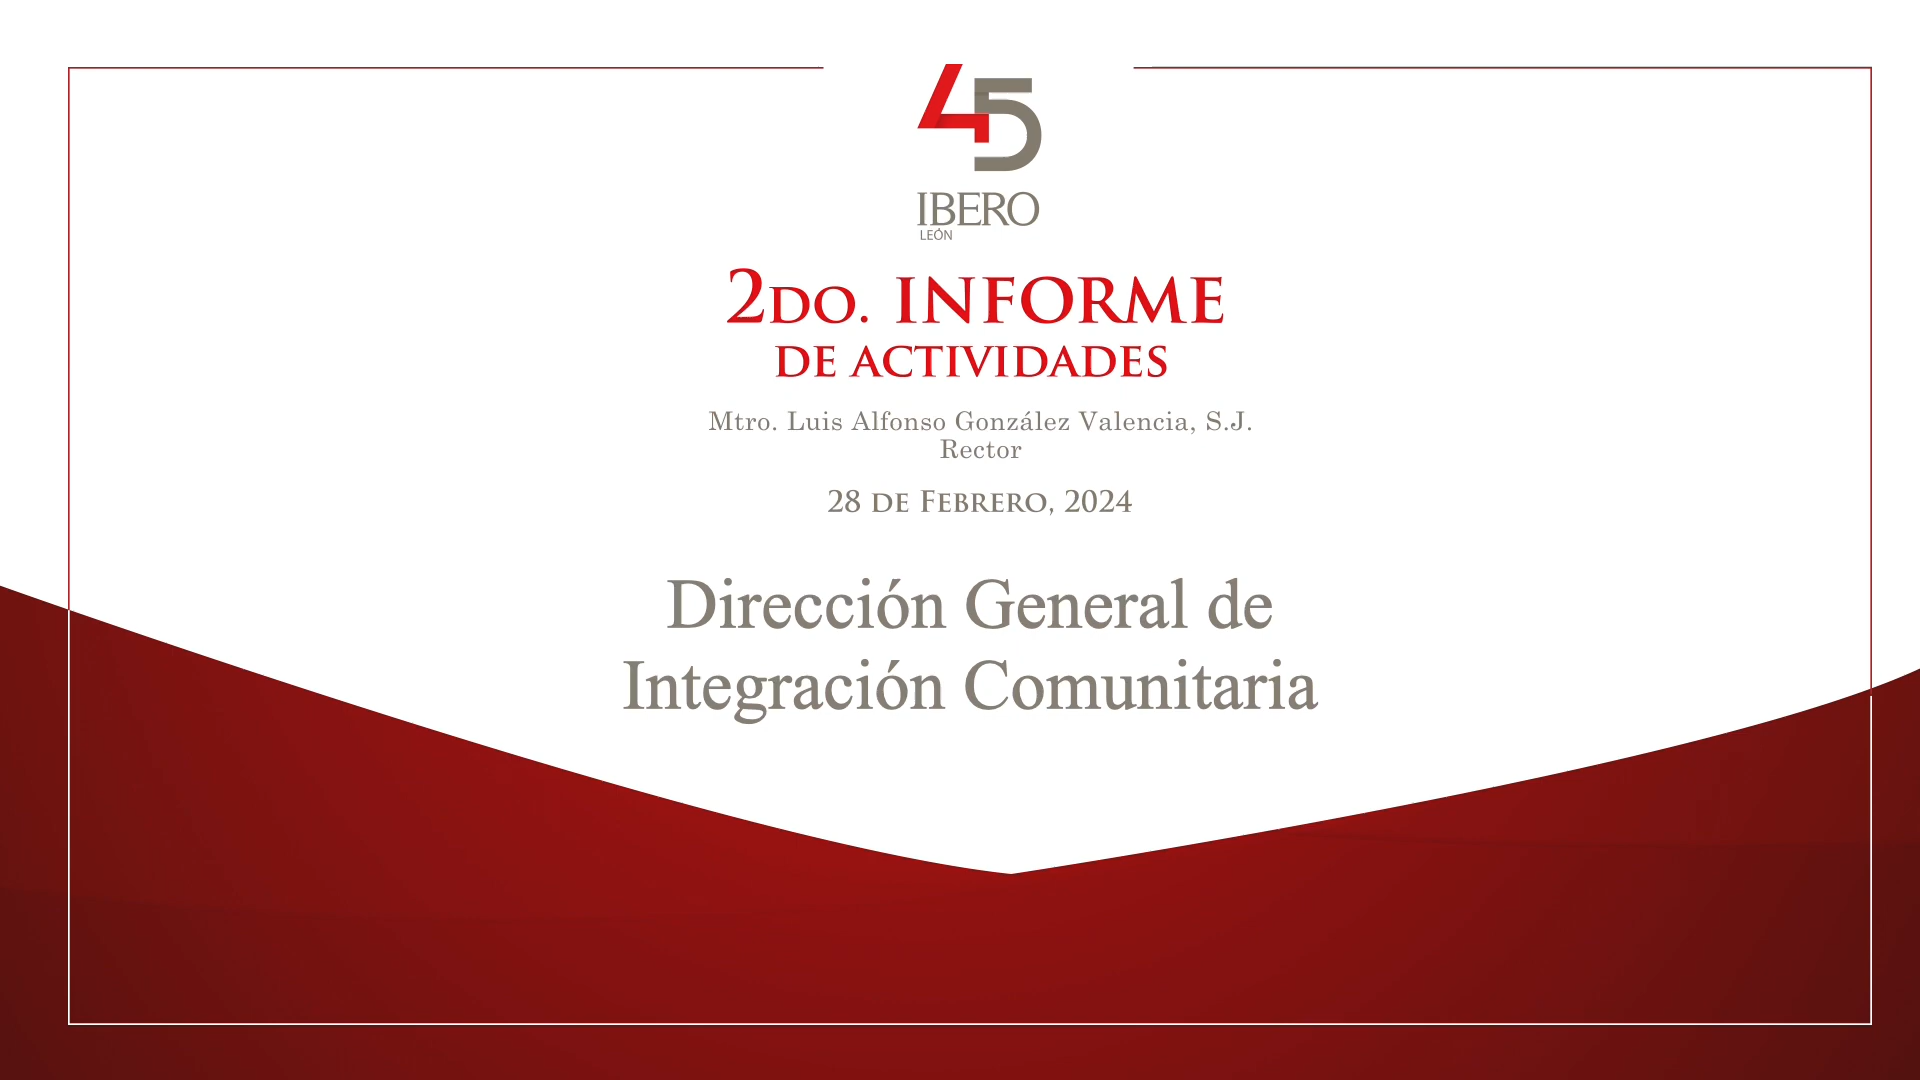 45
IBERO
LEÓN
2DO. INFORME
DE ACTIVIDADES
Mtro. Luis Alfonso González Valencia, S.J.
Rector
28 DE FEBRERO, 2024
Dirección General de
Integración Comunitaria